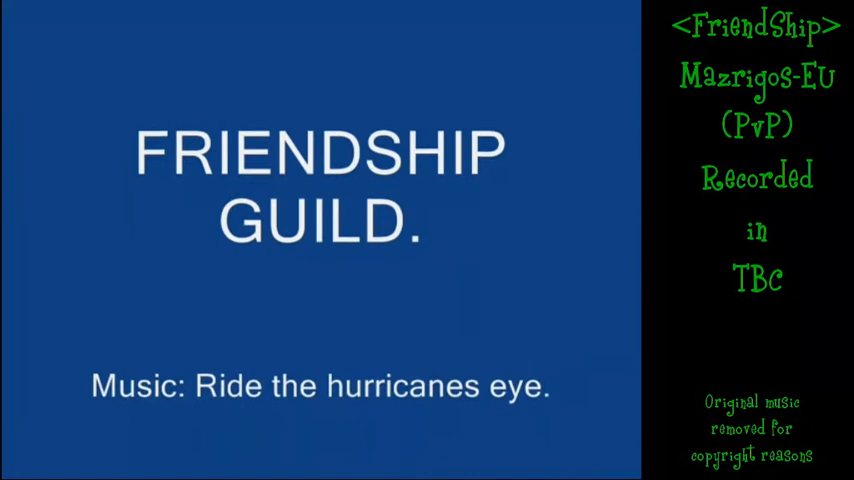 FRIENDSHIP
GUILD.
Music: Ride the hurricanes eye.
<FriendShip>
Mazrigos-EU
(PvP)
Recorded
in
TBC
Original music
removed for
copyright reasons